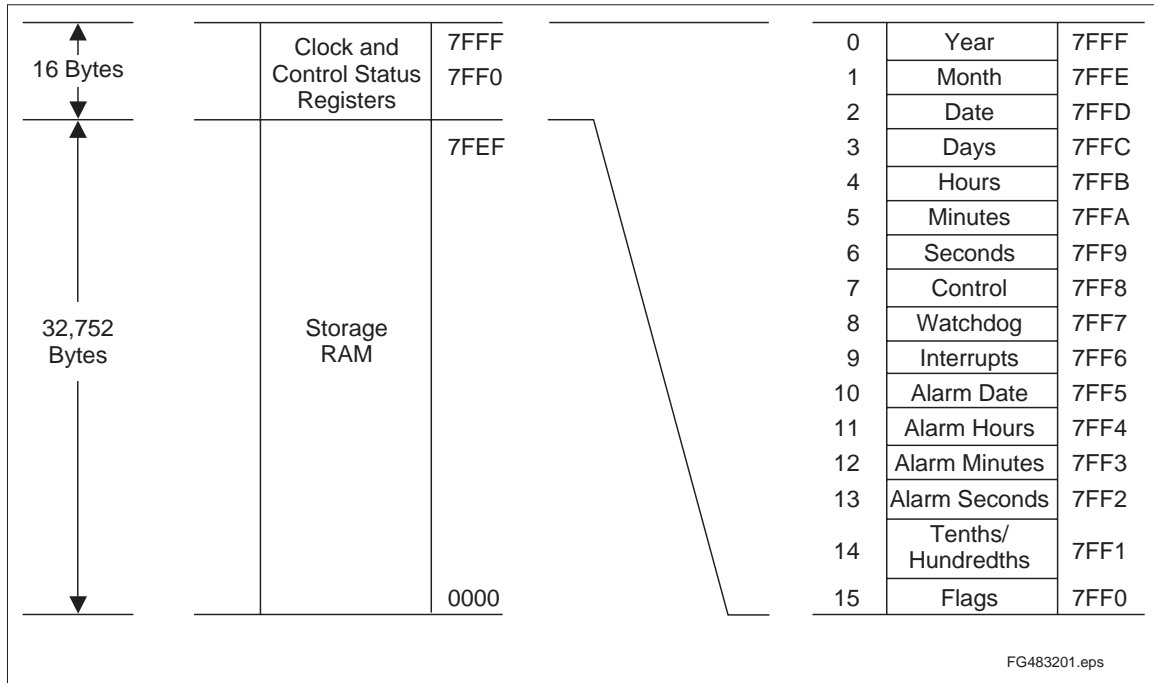 16 Bytes
Clock and
Control Status
Registers
7FFF
7FF0
32,752
Bytes
Storage
RAM
7FEF
0000
0 Year 7FFF
1 Month 7FFE
2 Date 7FFD
3 Days 7FFC
4 Hours 7FFB
5 Minutes 7FFA
6 Seconds 7FF9
7 Control 7FF8
8 Watchdog 7FF7
9 Interrupts 7FF6
10 Alarm Date 7FF5
11 Alarm Hours 7FF4
12 Alarm Minutes 7FF3
13 Alarm Seconds 7FF2
14 Tenths/
Hundredths 7FF1
15 Flags 7FF0
FG483201.eps